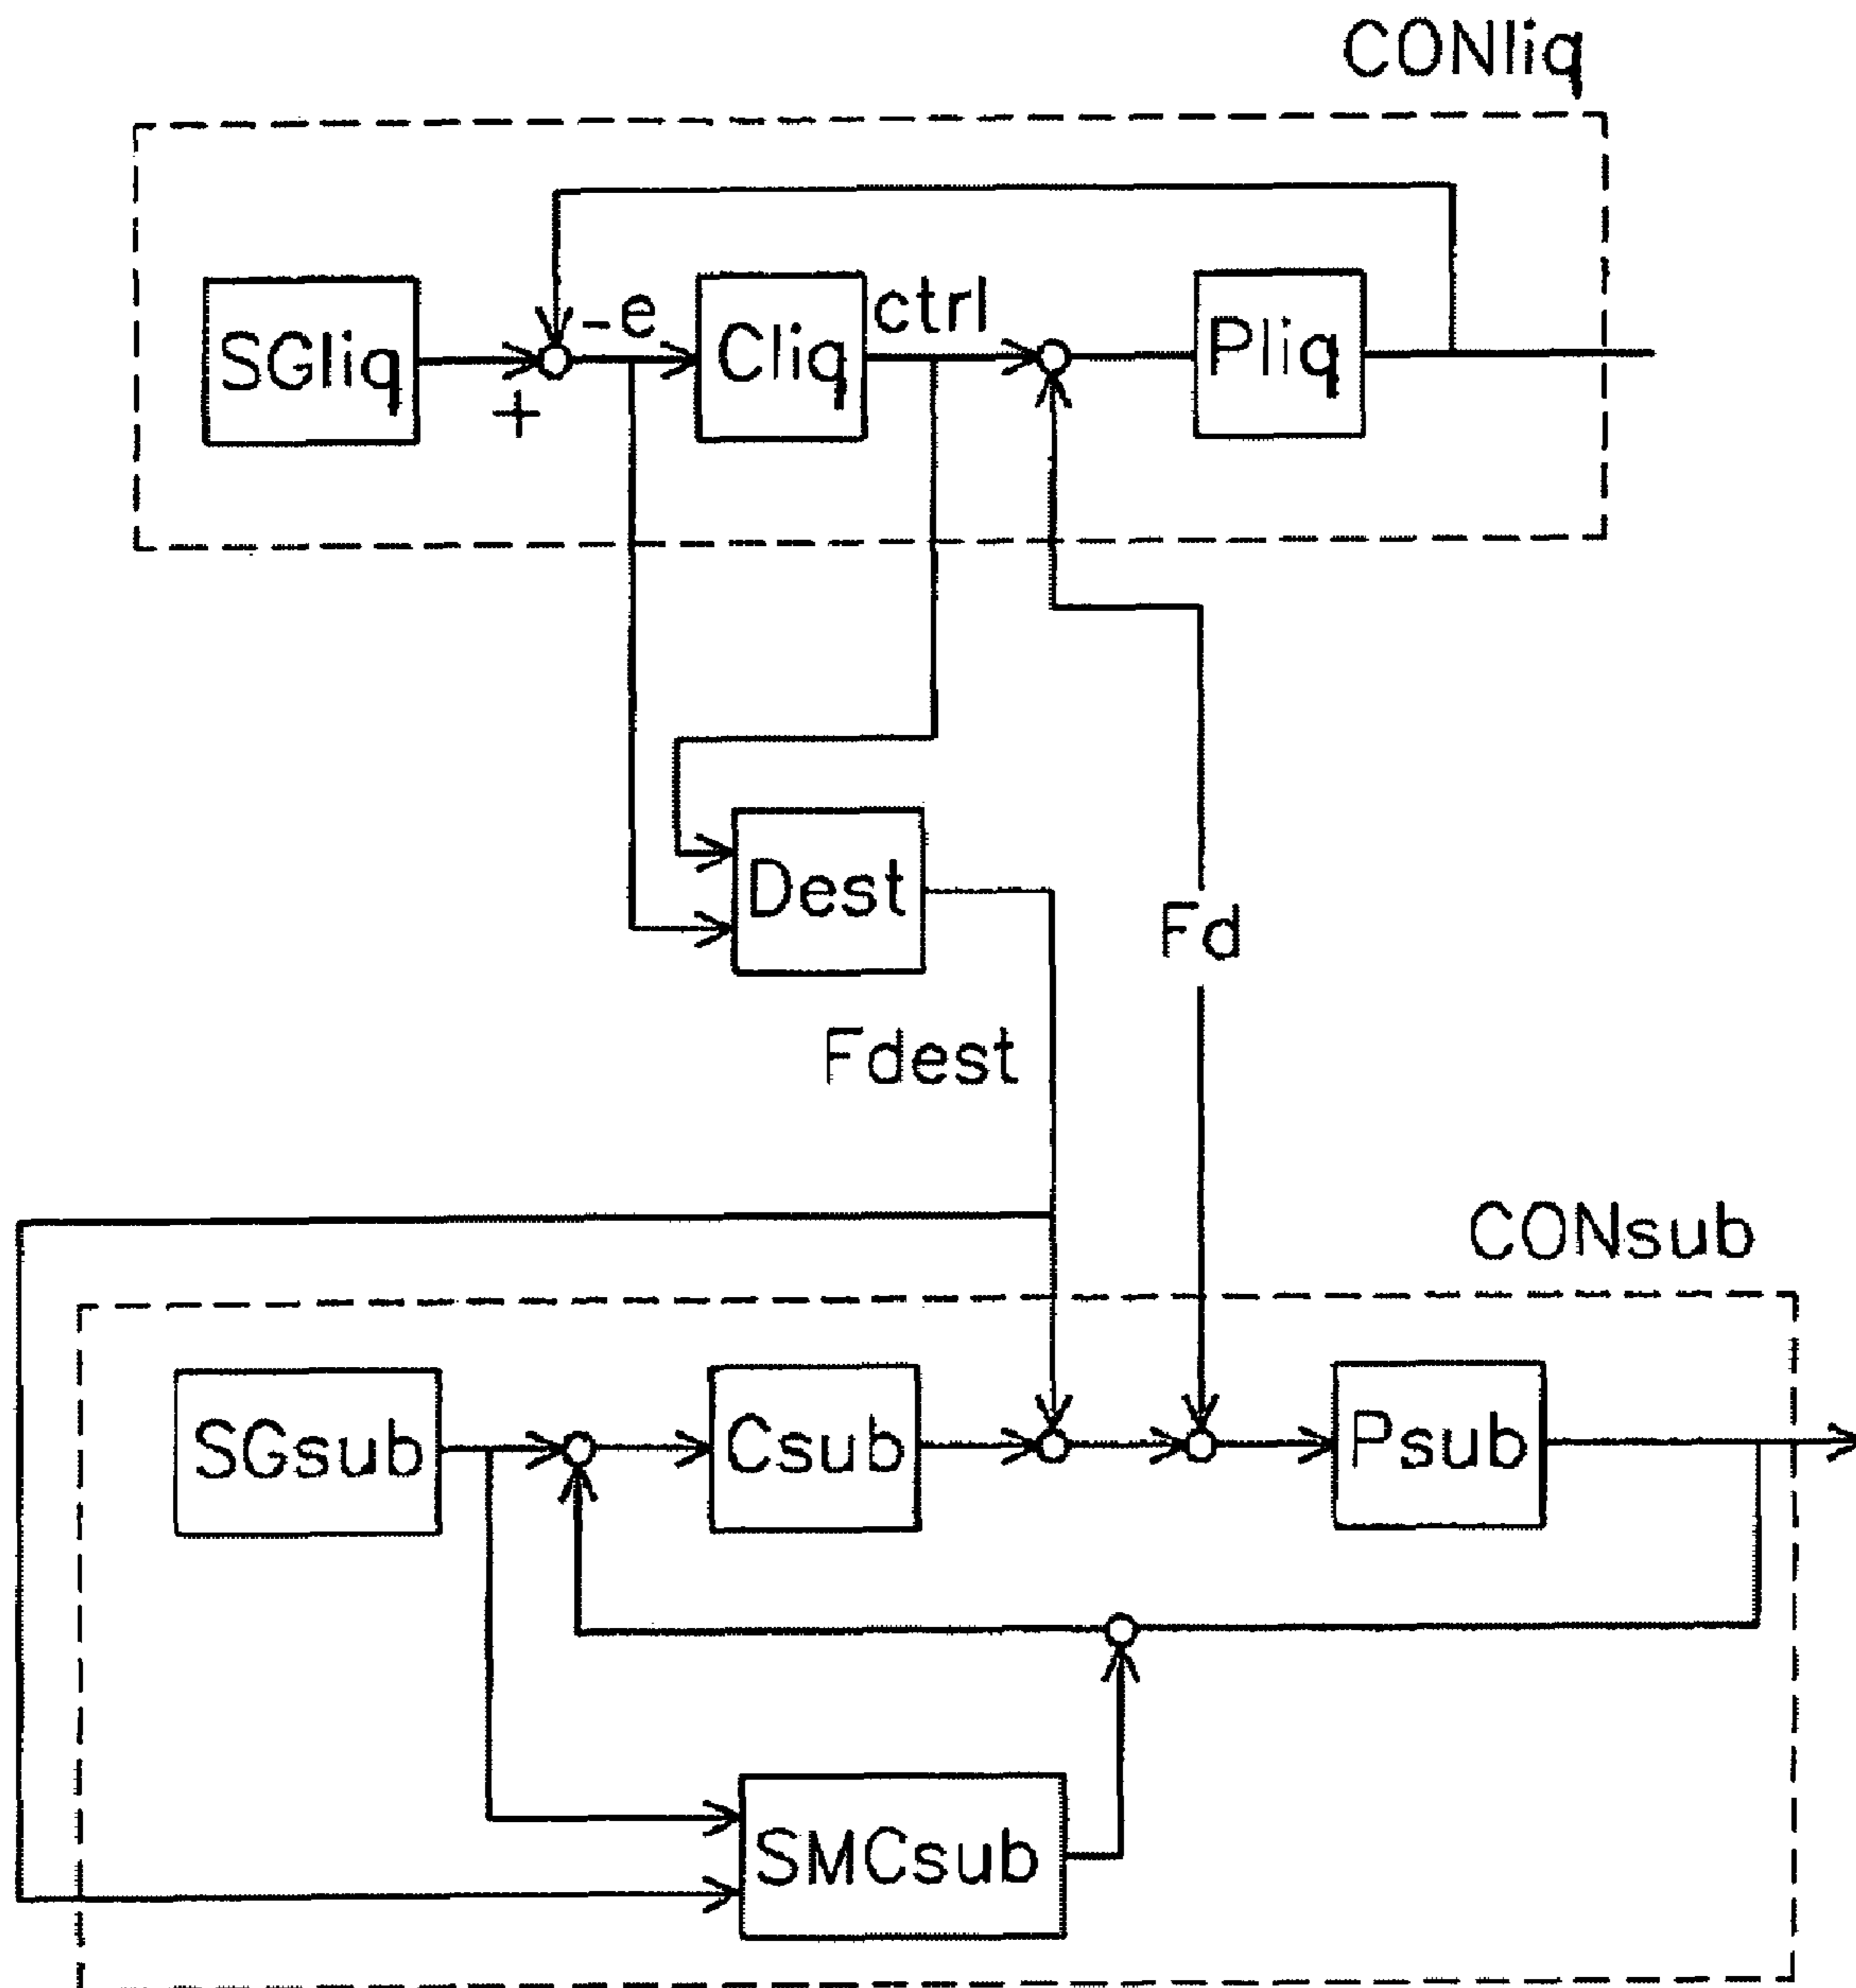 CONliq
-e
ctrl
SGliq
Cliq
Pliq
+
Dest
Fd
Fdest
CONsub
SGsub
Csub
Psub
SMCsub